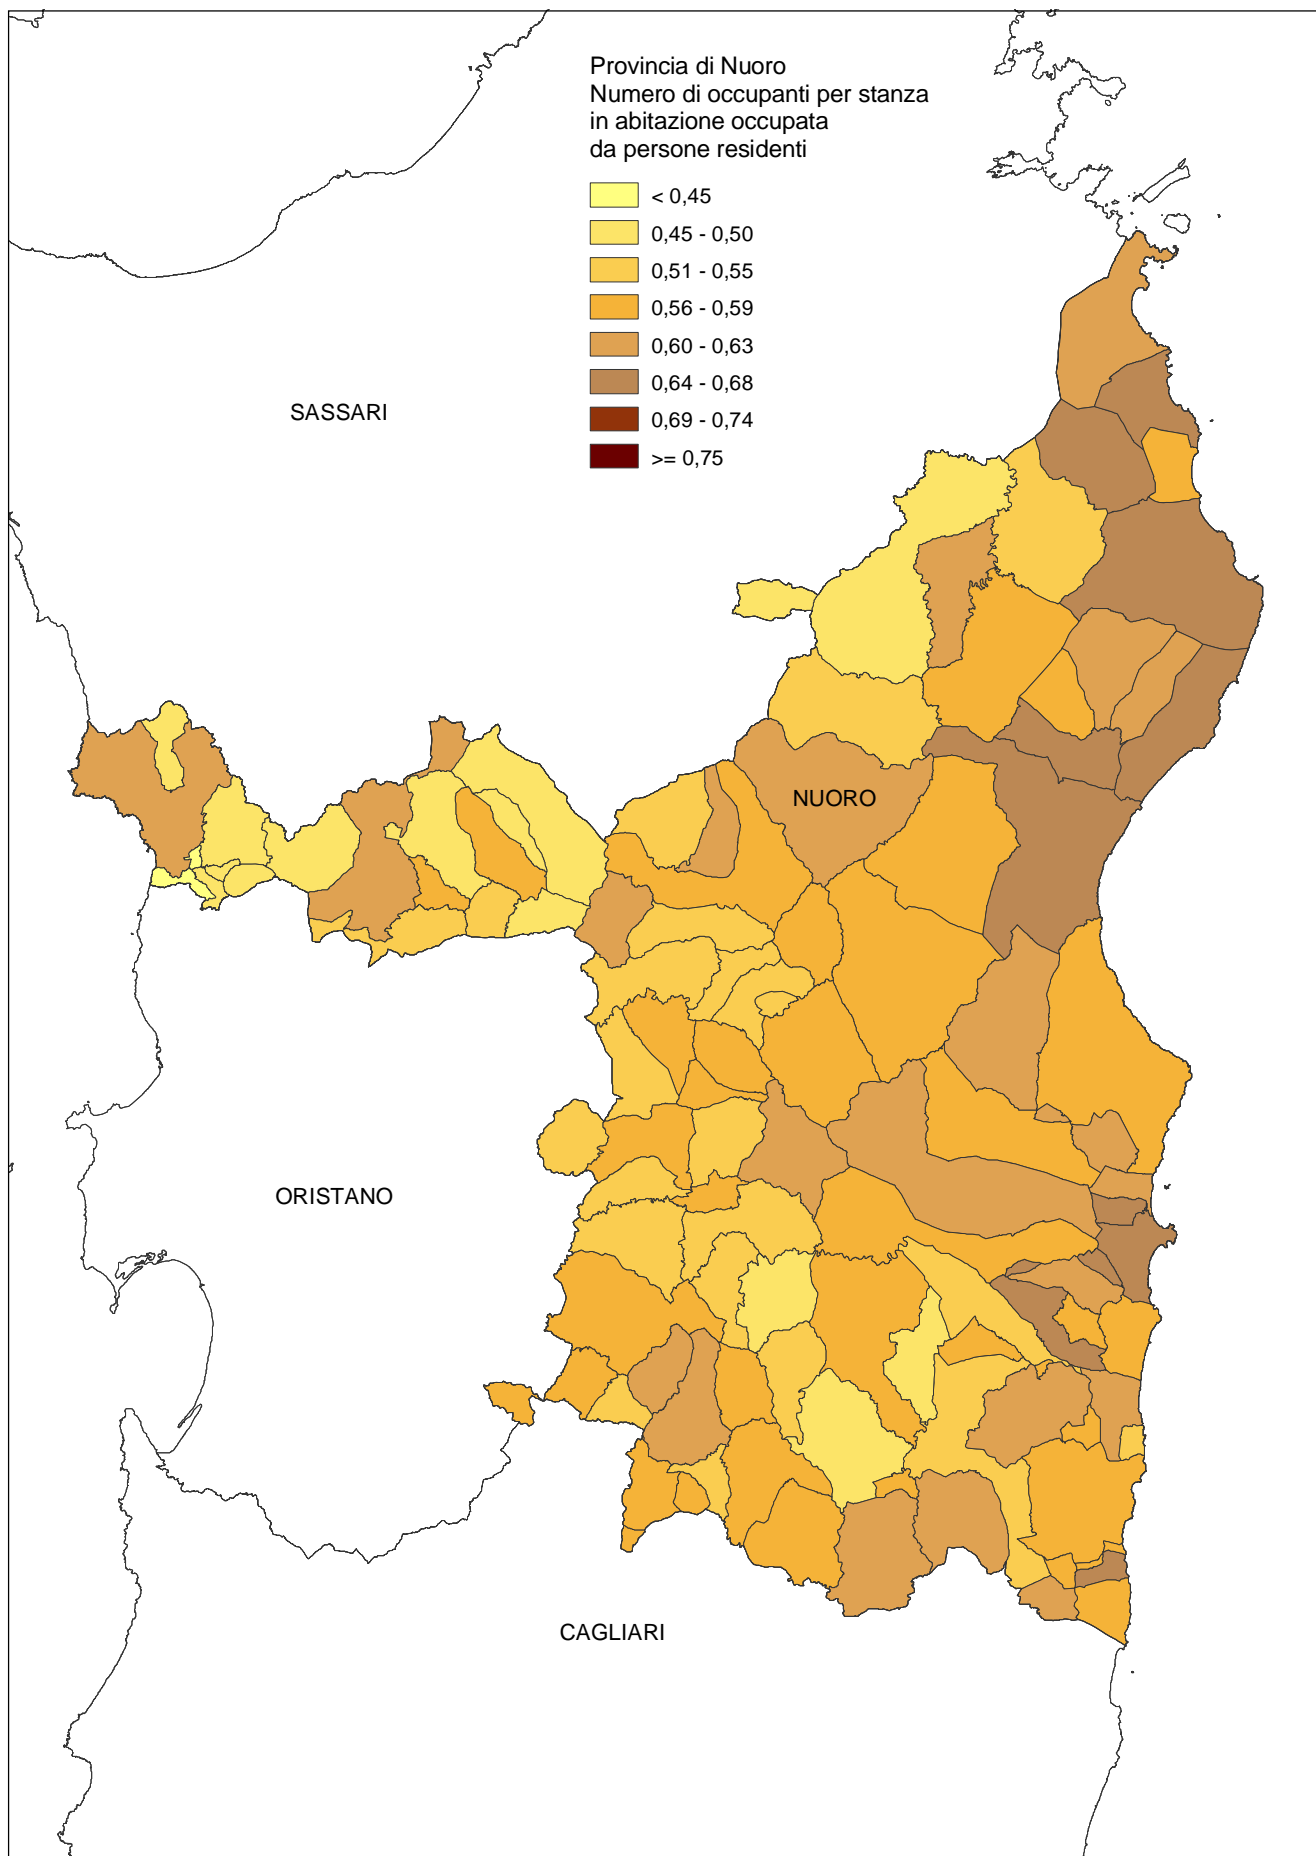 Provincia di Nuoro
Numero di occupanti per stanza
in abitazione occupata
da persone residenti
< 0,45
0,45 - 0,50
0,51 - 0,55
0,56 - 0,59
0,60 - 0,63
0,64 - 0,68
0,69 - 0,74
>= 0,75
SASSARI
NUORO
ORISTANO
CAGLIARI